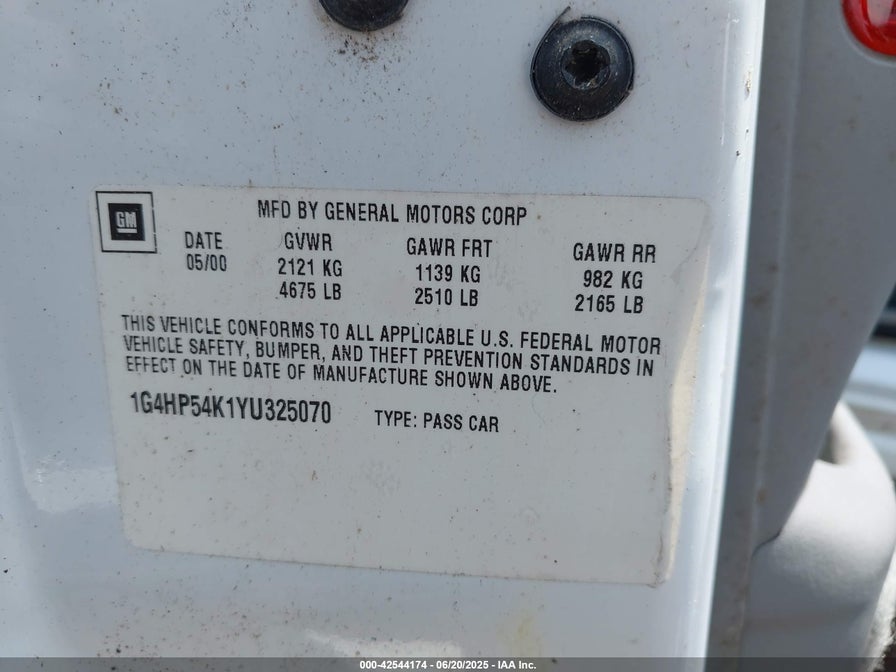 GM
MFD BY GENERAL MOTORS CORP
DATE GVWR GAWR FRT GAWR RR
05/00 2121 KG 1139 KG 982 KG
4675 LB 2510 LB 2165 LB
THIS VEHICLE CONFORMS TO ALL APPLICABLE U.S. FEDERAL MOTOR
VEHICLE SAFETY, BUMPER, AND THEFT PREVENTION STANDARDS IN
EFFECT ON THE DATE OF MANUFACTURE SHOWN ABOVE.
1G4HP54K1YU325070 TYPE: PASS CAR
000-42544174 - 06/20/2025 - IAA Inc.